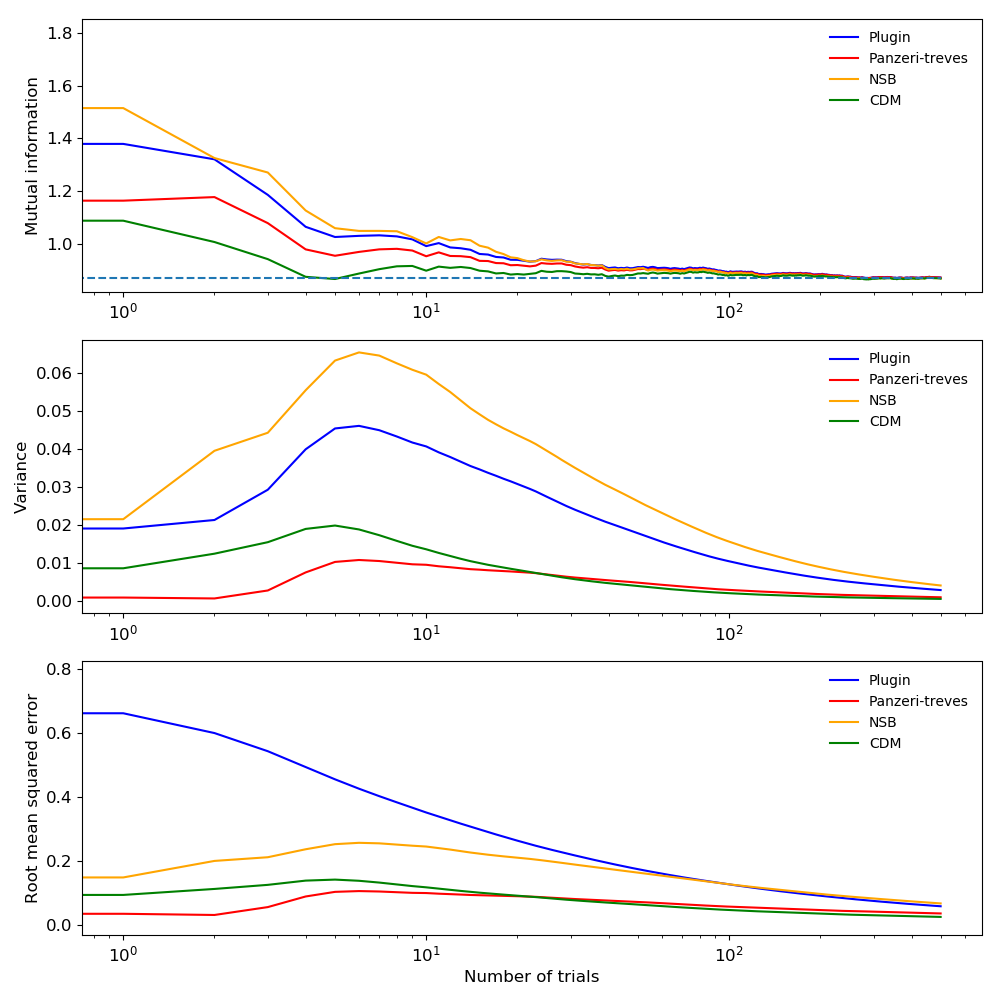 1.8
1.6
1.4
1.2
1.0
Mutual information
Plugin
Panzeri-treves
NSB
CDM
10⁰
10¹
10²
0.06
0.05
0.04
0.03
0.02
0.01
0.00
Variance
Plugin
Panzeri-treves
NSB
CDM
10⁰
10¹
10²
0.8
0.6
0.4
0.2
0.0
Root mean squared error
Plugin
Panzeri-treves
NSB
CDM
10⁰
10¹
10²
Number of trials